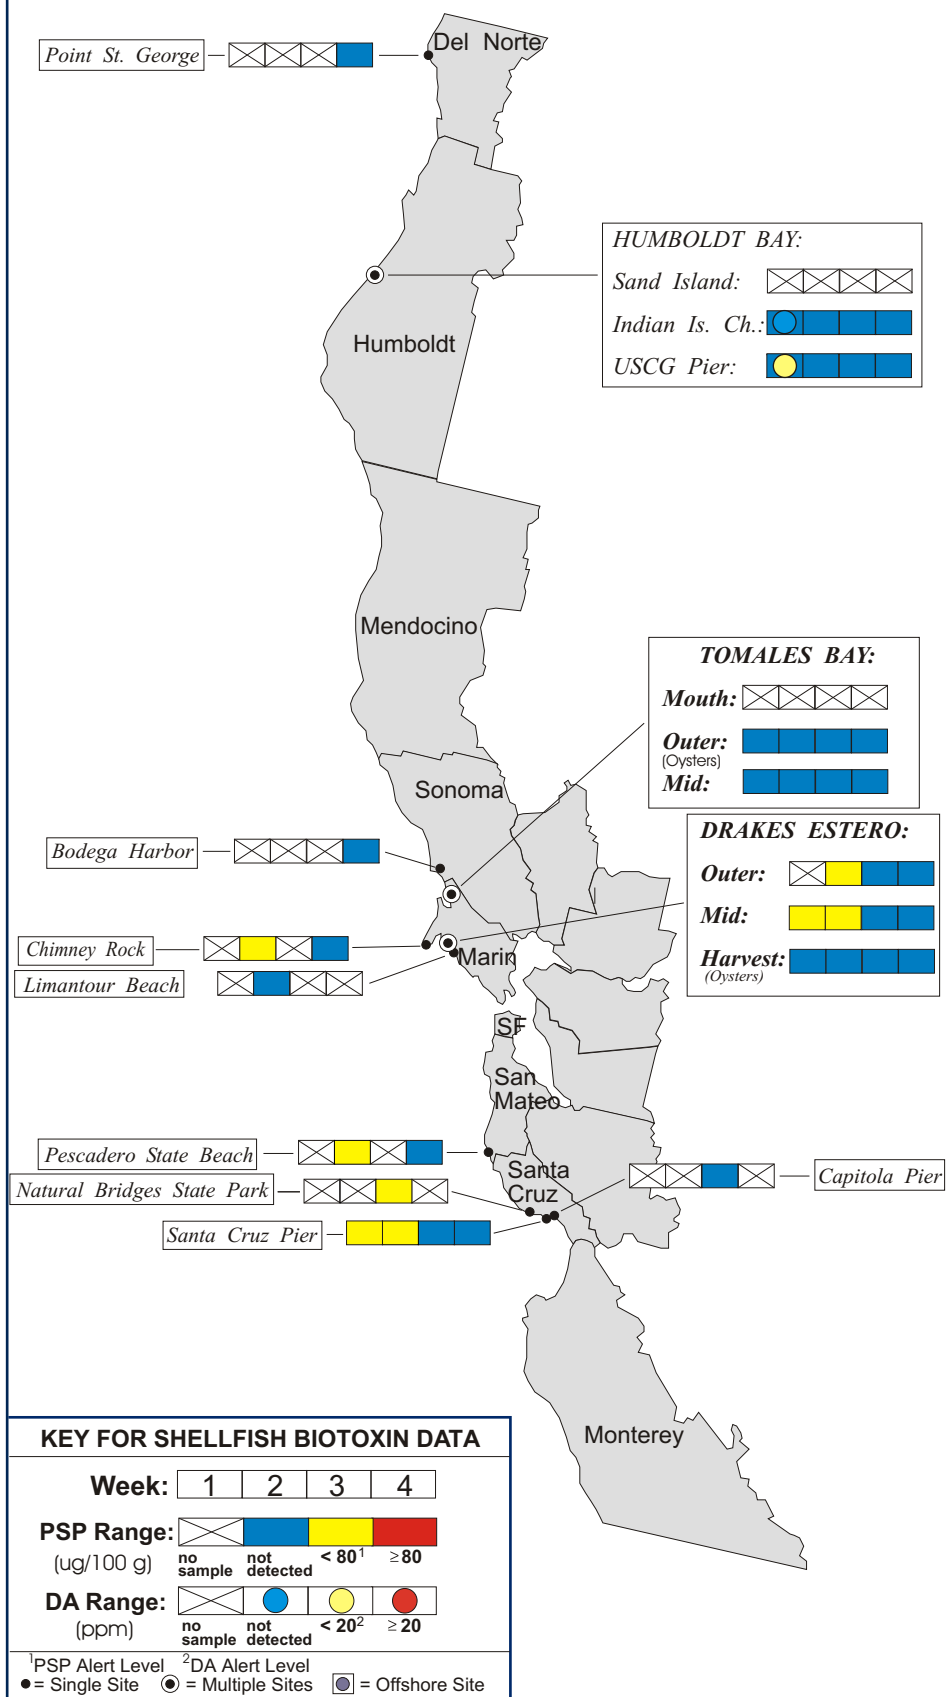 Del Norte
Point St. George
HUMBOLDT BAY:
Sand Island:
Indian Is. Ch.:
USCG Pier:
Humboldt
Mendocino
TOMALES BAY:
Mouth:
Outer:
(Oysters)
Mid:
Sonoma
DRAKES ESTERO:
Outer:
Mid:
Harvest:
(Oysters)
Bodega Harbor
Chimney Rock
Marin
Limantour Beach
SF
San
Mateo
Pescadero State Beach
Santa
Cruz
Capitola Pier
Natural Bridges State Park
Santa Cruz Pier
Monterey
KEY FOR SHELLFISH BIOTOXIN DATA
Week: 1 2 3 4
PSP Range:
(ug/100 g)
no sample not detected < 80¹ ≥ 80
DA Range:
(ppm)
no sample not detected < 20² ≥ 20
¹PSP Alert Level ²DA Alert Level
= Single Site = Multiple Sites = Offshore Site